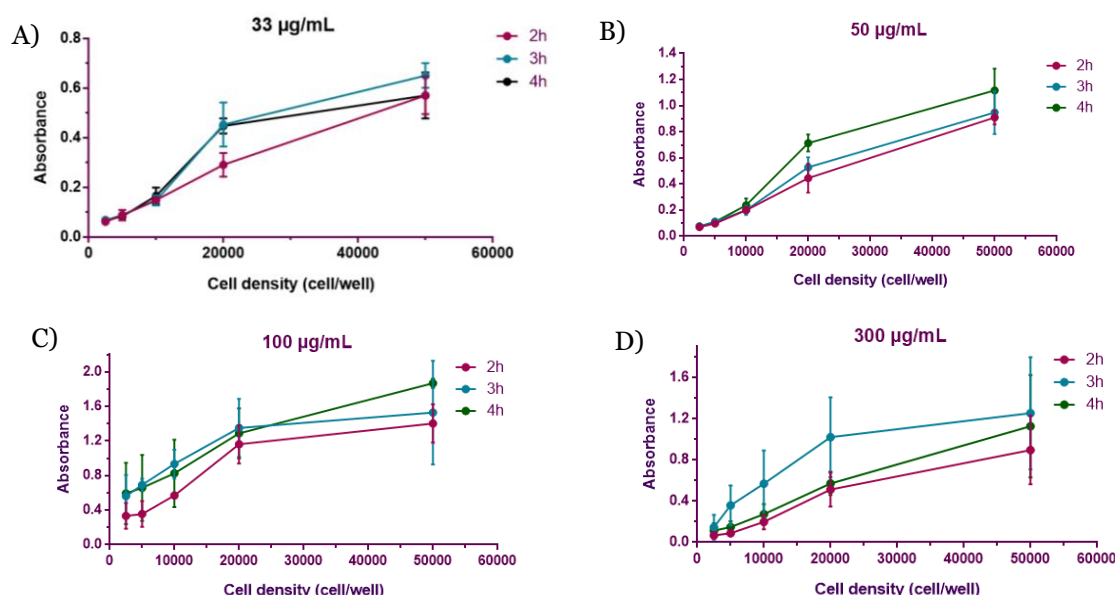 A)
33 µg/mL
2h
3h
4h
Absorbance
0.8
0.6
0.4
0.2
0.0
0 20000 40000 60000
Cell density (cell/well)
B)
50 µg/mL
2h
3h
4h
Absorbance
1.4
1.2
1.0
0.8
0.6
0.4
0.2
0.0
0 10000 20000 30000 40000 50000 60000
Cell density (cell/well)
C)
100 µg/mL
2h
3h
4h
Absorbance
2.0
1.6
1.2
0.8
0.4
0.0
0 10000 20000 30000 40000 50000 60000
Cell density (cell/well)
D)
300 µg/mL
2h
3h
4h
Absorbance
1.6
1.2
0.8
0.4
0.0
0 10000 20000 30000 40000 50000 60000
Cell density (cell/well)